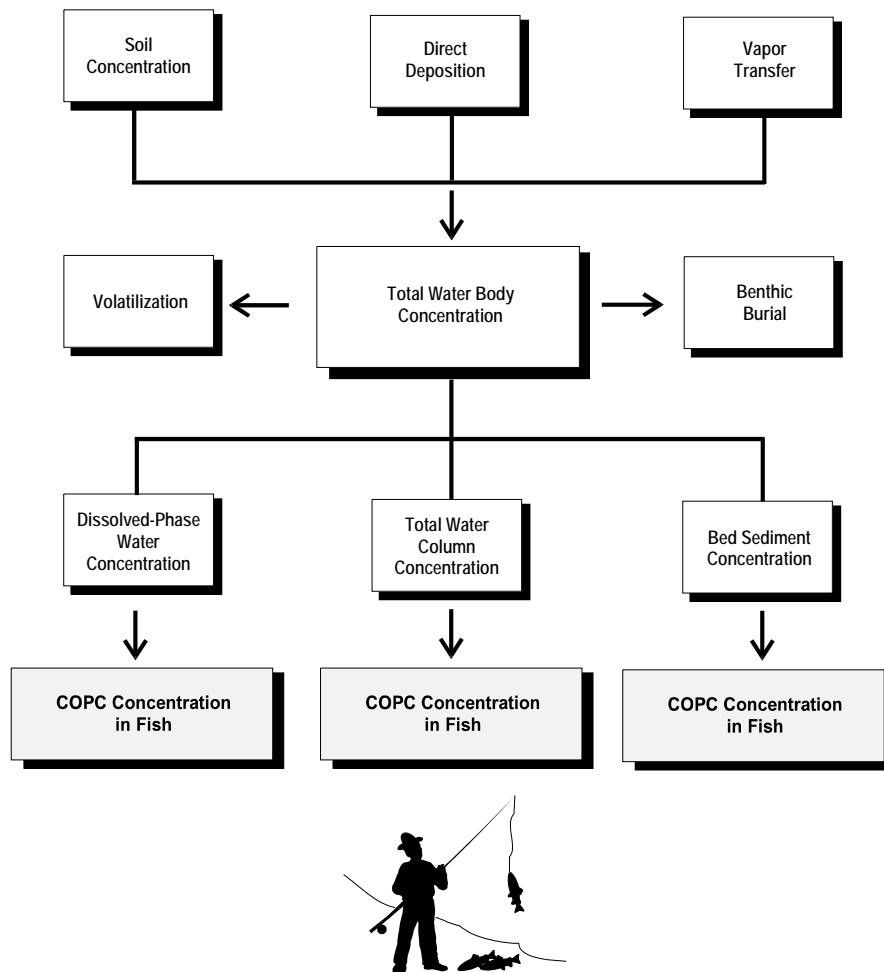 Soil
Concentration
Direct
Deposition
Vapor
Transfer
Volatilization
Total Water Body
Concentration
Benthic
Burial
Dissolved-Phase
Water
Concentration
Total Water
Column
Concentration
Bed Sediment
Concentration
COPC Concentration
in Fish
COPC Concentration
in Fish
COPC Concentration
in Fish